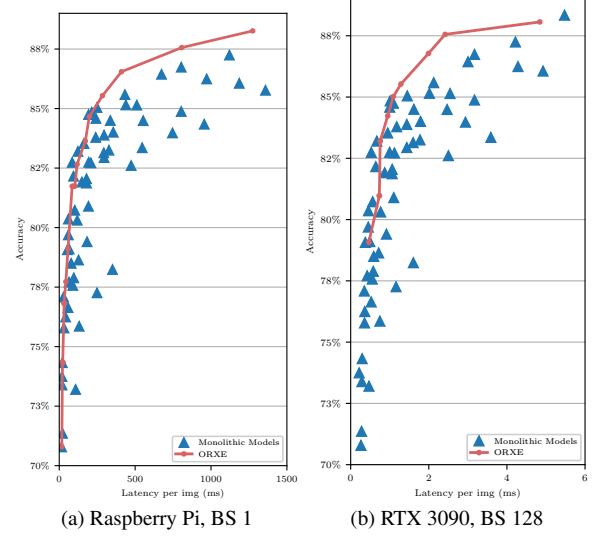 88%
85%
82%
80%
78%
75%
73%
70%
Accuracy
0
500
1000
1500
Latency per img (ms)
Monolithic Models
ORXE
(a) Raspberry Pi, BS 1
88%
85%
82%
80%
78%
75%
73%
70%
Accuracy
0
2
4
6
Latency per img (ms)
Monolithic Models
ORXE
(b) RTX 3090, BS 128